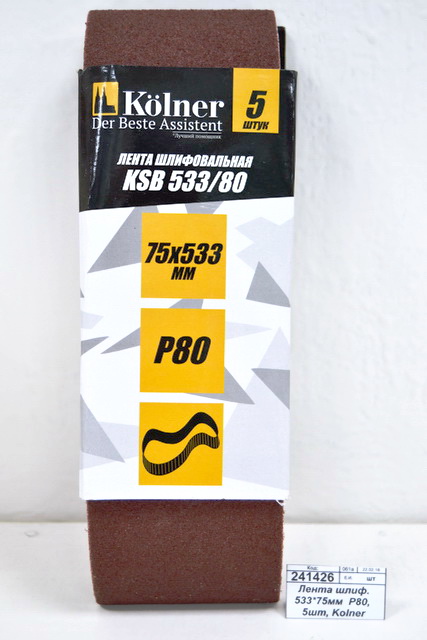 Kölner
Der Beste Assistent
*Лучший помощник
5
штук
ЛЕНТА ШЛИФОВАЛЬНАЯ
KSB 533/80
75x533
ММ
P80
Код
241426
шт
Лента шлиф.
533*75мм P80,
5шт, Kolner